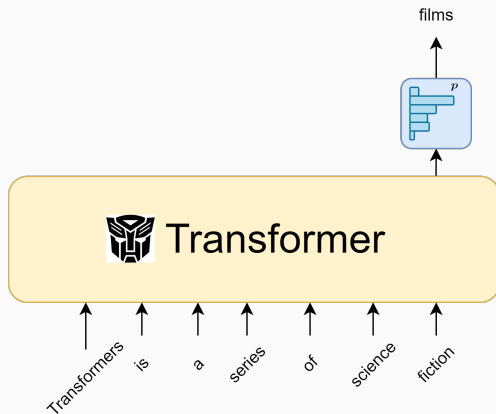 films
p
Transformer
Transformers
is
a
series
of
science
fiction